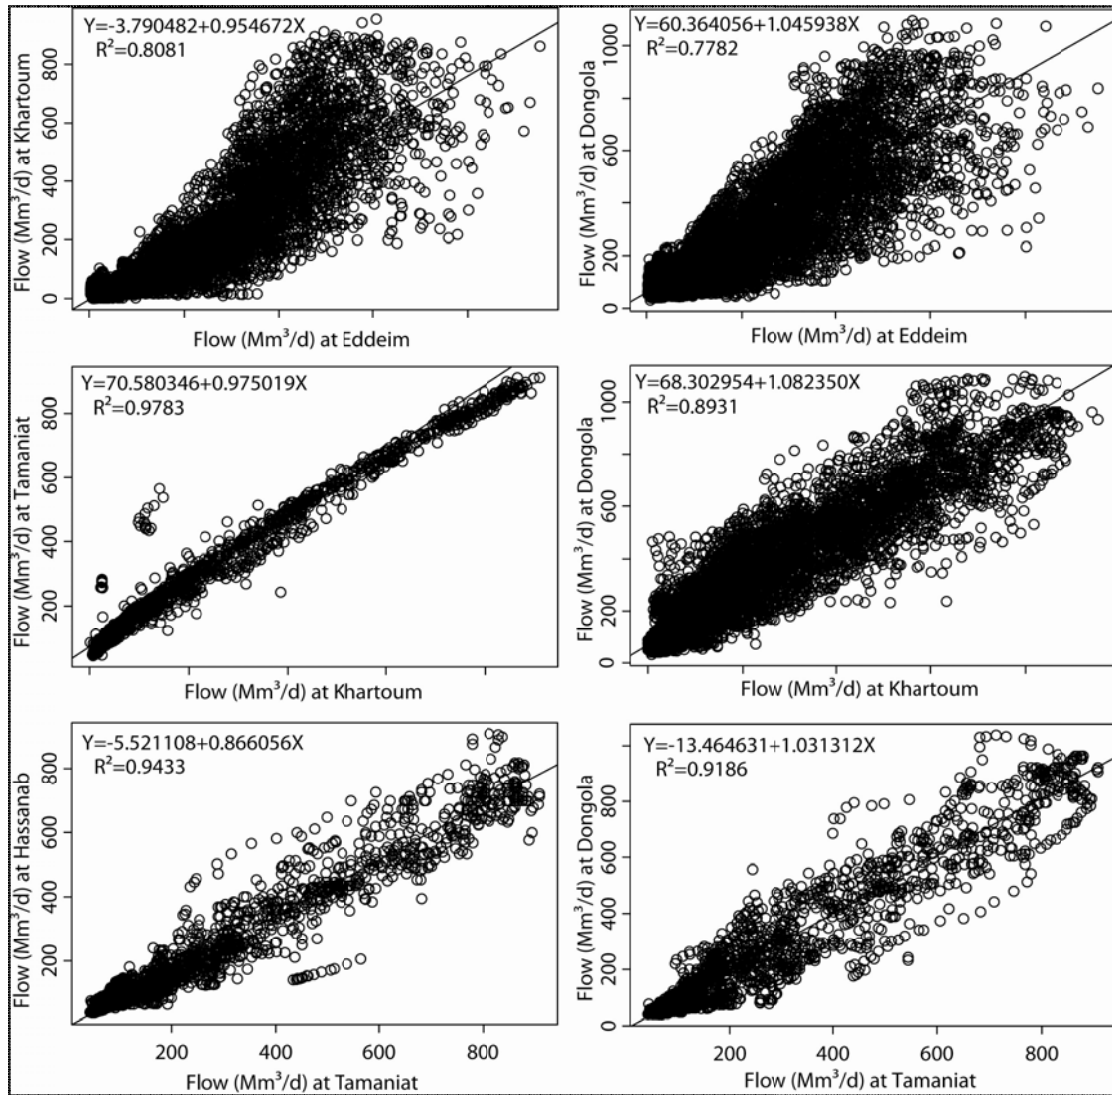 Y=-3.790482+0.954672X
R²=0.8081
Flow (Mm³/d) at Khartoum
0 200 400 600 800
Flow (Mm³/d) at Eddeim
Y=60.364056+1.045938X
R²=0.7782
Flow (Mm³/d) at Dongola
0 200 600 1000
Flow (Mm³/d) at Eddeim
Y=70.580346+0.975019X
R²=0.9783
Flow (Mm³/d) at Tamaniat
200 400 600 800
Flow (Mm³/d) at Khartoum
Y=68.302954+1.082350X
R²=0.8931
Flow (Mm³/d) at Dongola
0 200 600 1000
Flow (Mm³/d) at Khartoum
Y=-5.521108+0.866056X
R²=0.9433
Flow (Mm³/d) at Hassanab
200 400 600 800
200 400 600 800
Flow (Mm³/d) at Tamaniat
Y=-13.464631+1.031312X
R²=0.9186
Flow (Mm³/d) at Dongola
0 200 400 600 800
200 400 600 800
Flow (Mm³/d) at Tamaniat